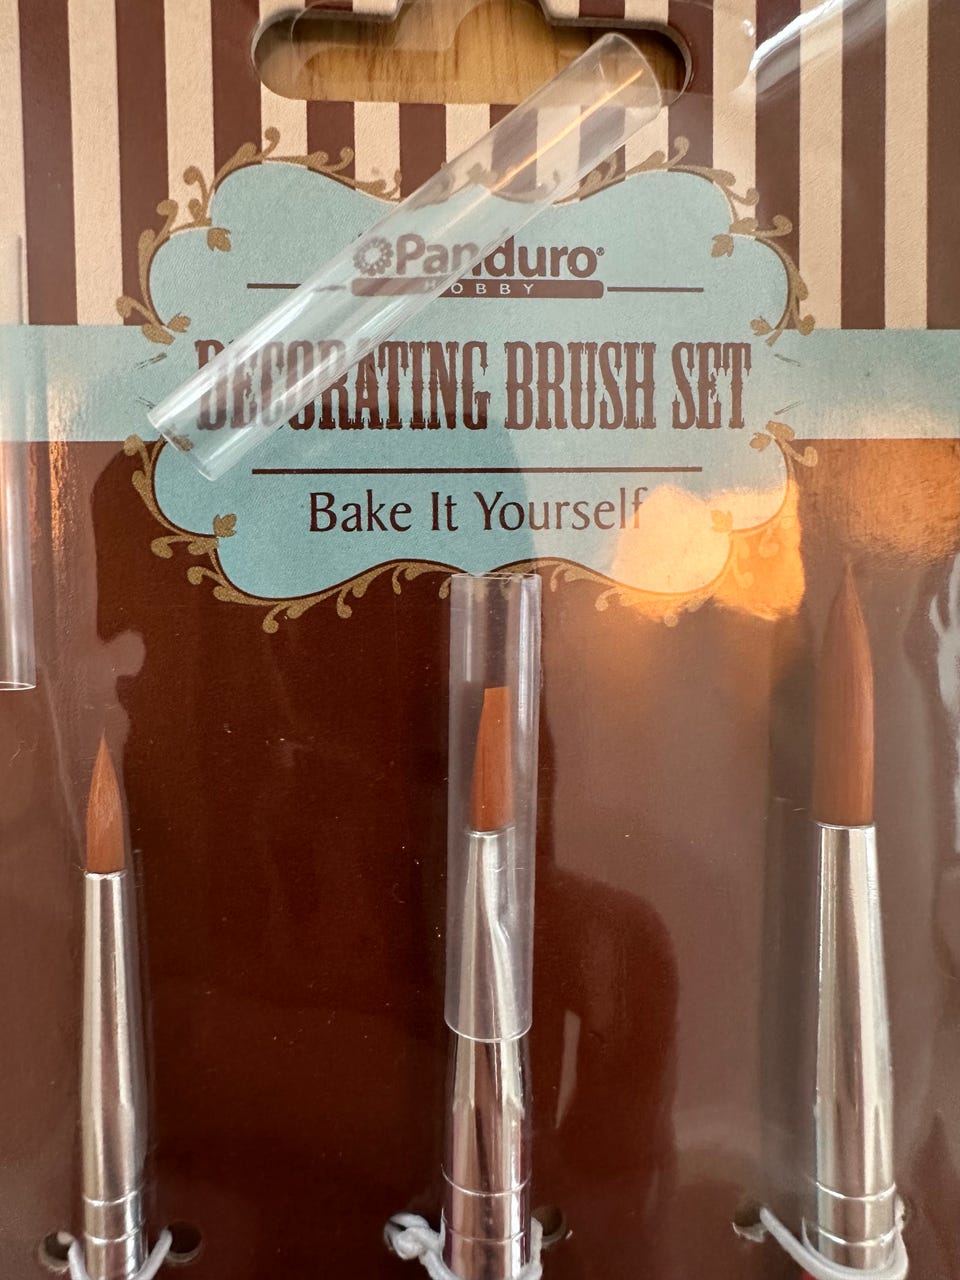 Panduro®
HOBBY
DECORATING BRUSH SET
Bake It Yourself